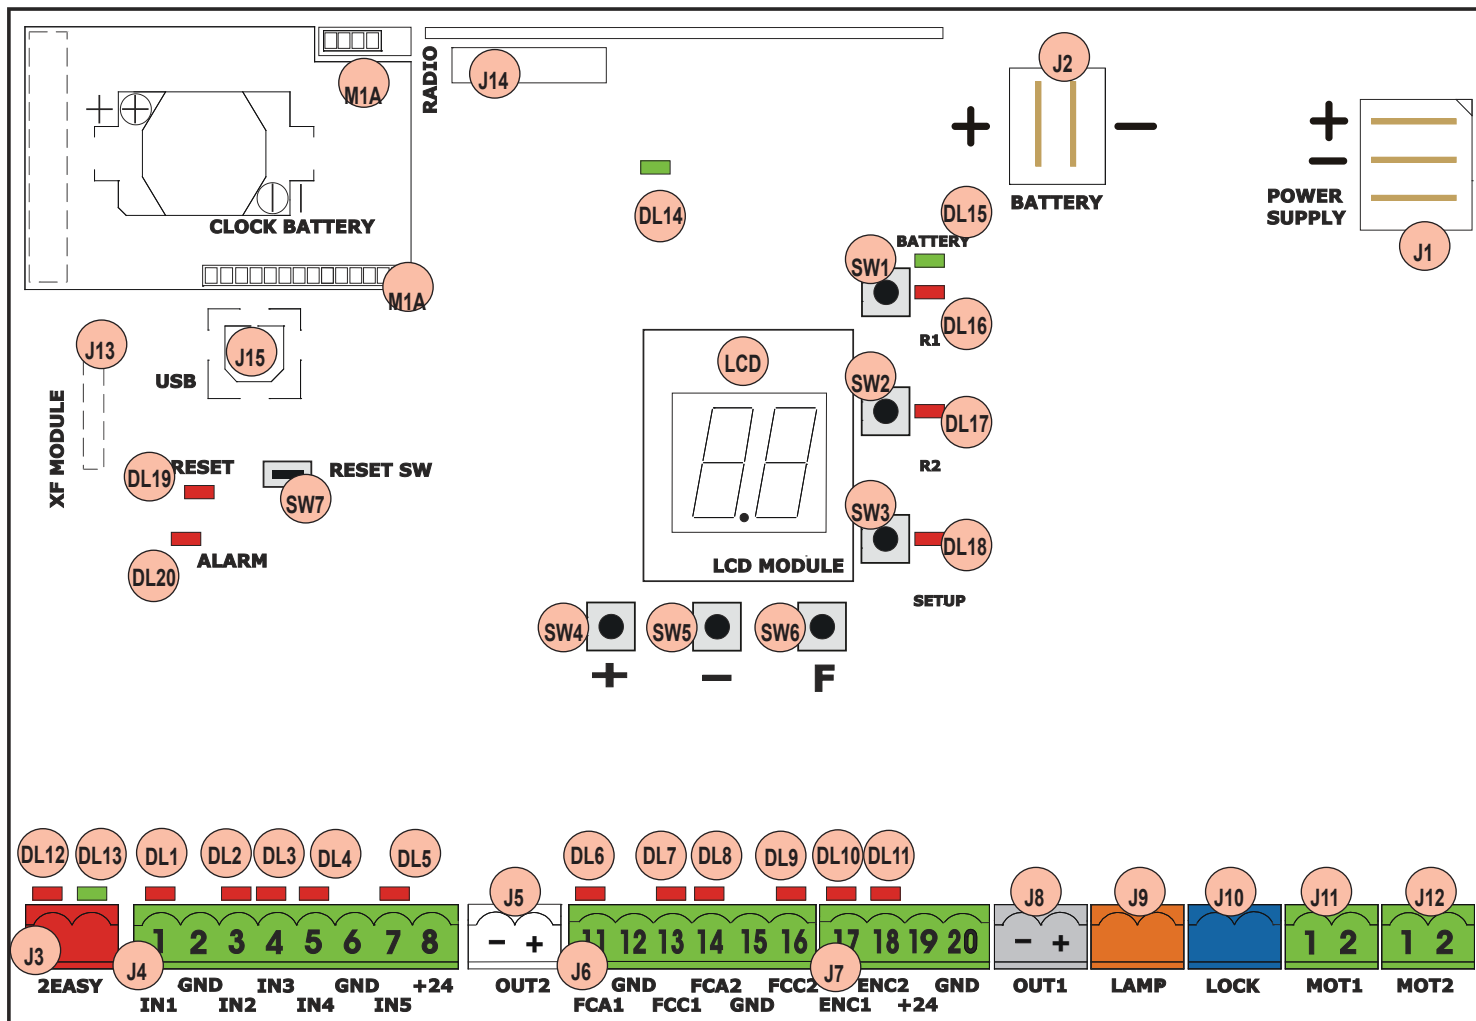 M1A
RADIO
J14
J2
+ -
BATTERY
+
-
POWER
SUPPLY
J1
+
-
CLOCK BATTERY
M1A
DL14
DL15
BATTERY
SW1
DL16
R1
J13
XF MODULE
J15
USB
LCD
SW2
DL17
R2
DL19
RESET
RESET SW
SW7
SW3
DL18
LCD MODULE
SETUP
ALARM
DL20
SW4
SW5
SW6
+ - F
DL12 DL13 DL1 DL2 DL3 DL4 DL5 DL6 DL7 DL8 DL9 DL10 DL11
J5 J8 J9 J10 J11 J12
1 2 3 4 5 6 7 8 - + 11 12 13 14 15 16 17 18 19 20 - + 1 2 1 2
J3 J4 J6 J7
2EASY GND IN3 GND +24 OUT2 GND FCA2 FCC2 ENC2 GND OUT1 LAMP LOCK MOT1 MOT2
IN1 IN2 IN4 IN5 FCA1 FCC1 GND ENC1 +24